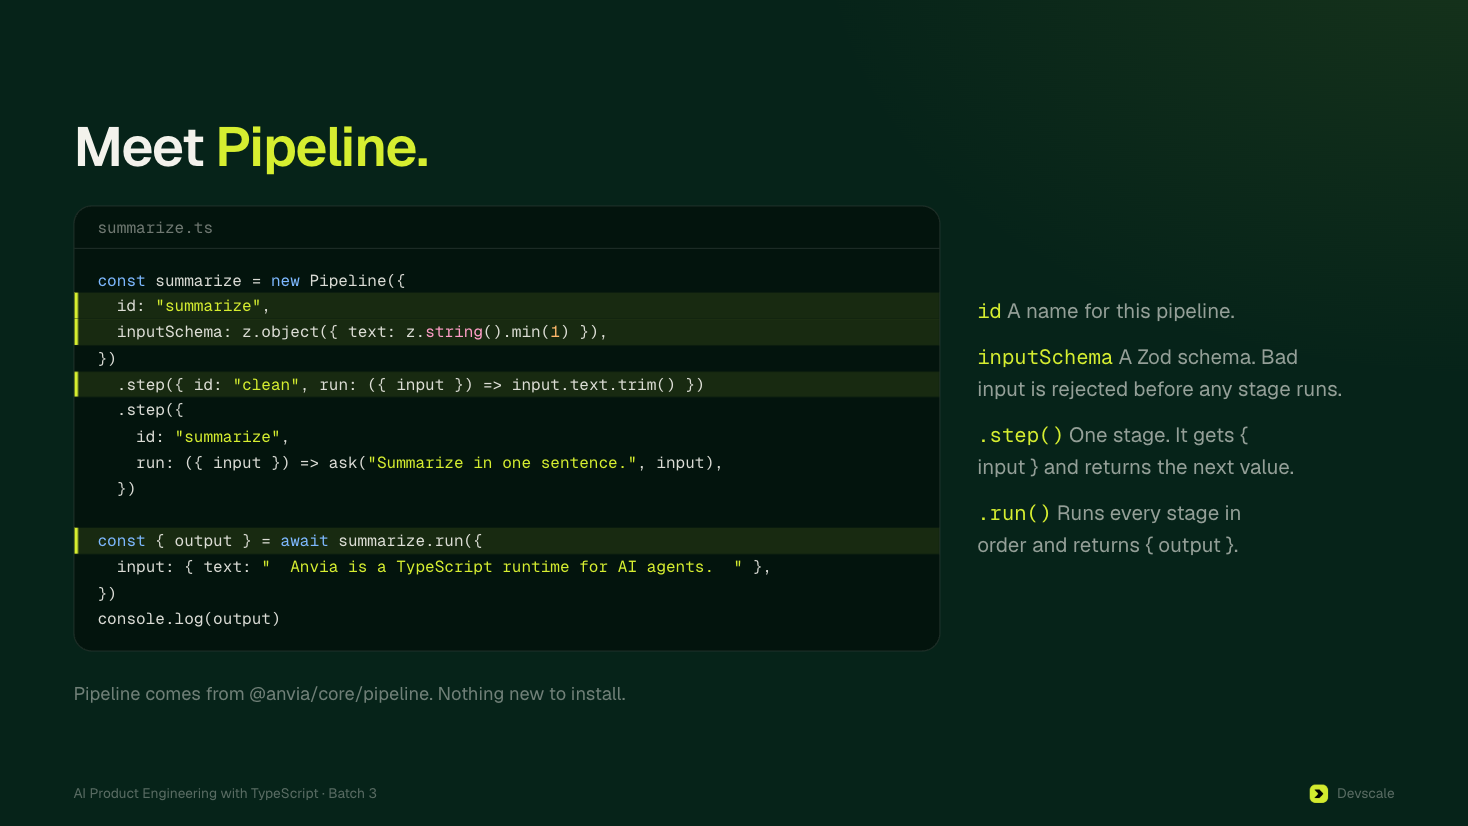 Meet Pipeline.
summarize.ts
const summarize = new Pipeline({
  id: "summarize",
  inputSchema: z.object({ text: z.string().min(1) }),
})
  .step({ id: "clean", run: ({ input }) => input.text.trim() })
  .step({
    id: "summarize",
    run: ({ input }) => ask("Summarize in one sentence.", input),
  })

const { output } = await summarize.run({
  input: { text: "  Anvia is a TypeScript runtime for AI agents.  " },
})
console.log(output)
id A name for this pipeline.
inputSchema A Zod schema. Bad
input is rejected before any stage runs.
.step() One stage. It gets {
input } and returns the next value.
.run() Runs every stage in
order and returns { output }.
Pipeline comes from @anvia/core/pipeline. Nothing new to install.
AI Product Engineering with TypeScript · Batch 3
Devscale